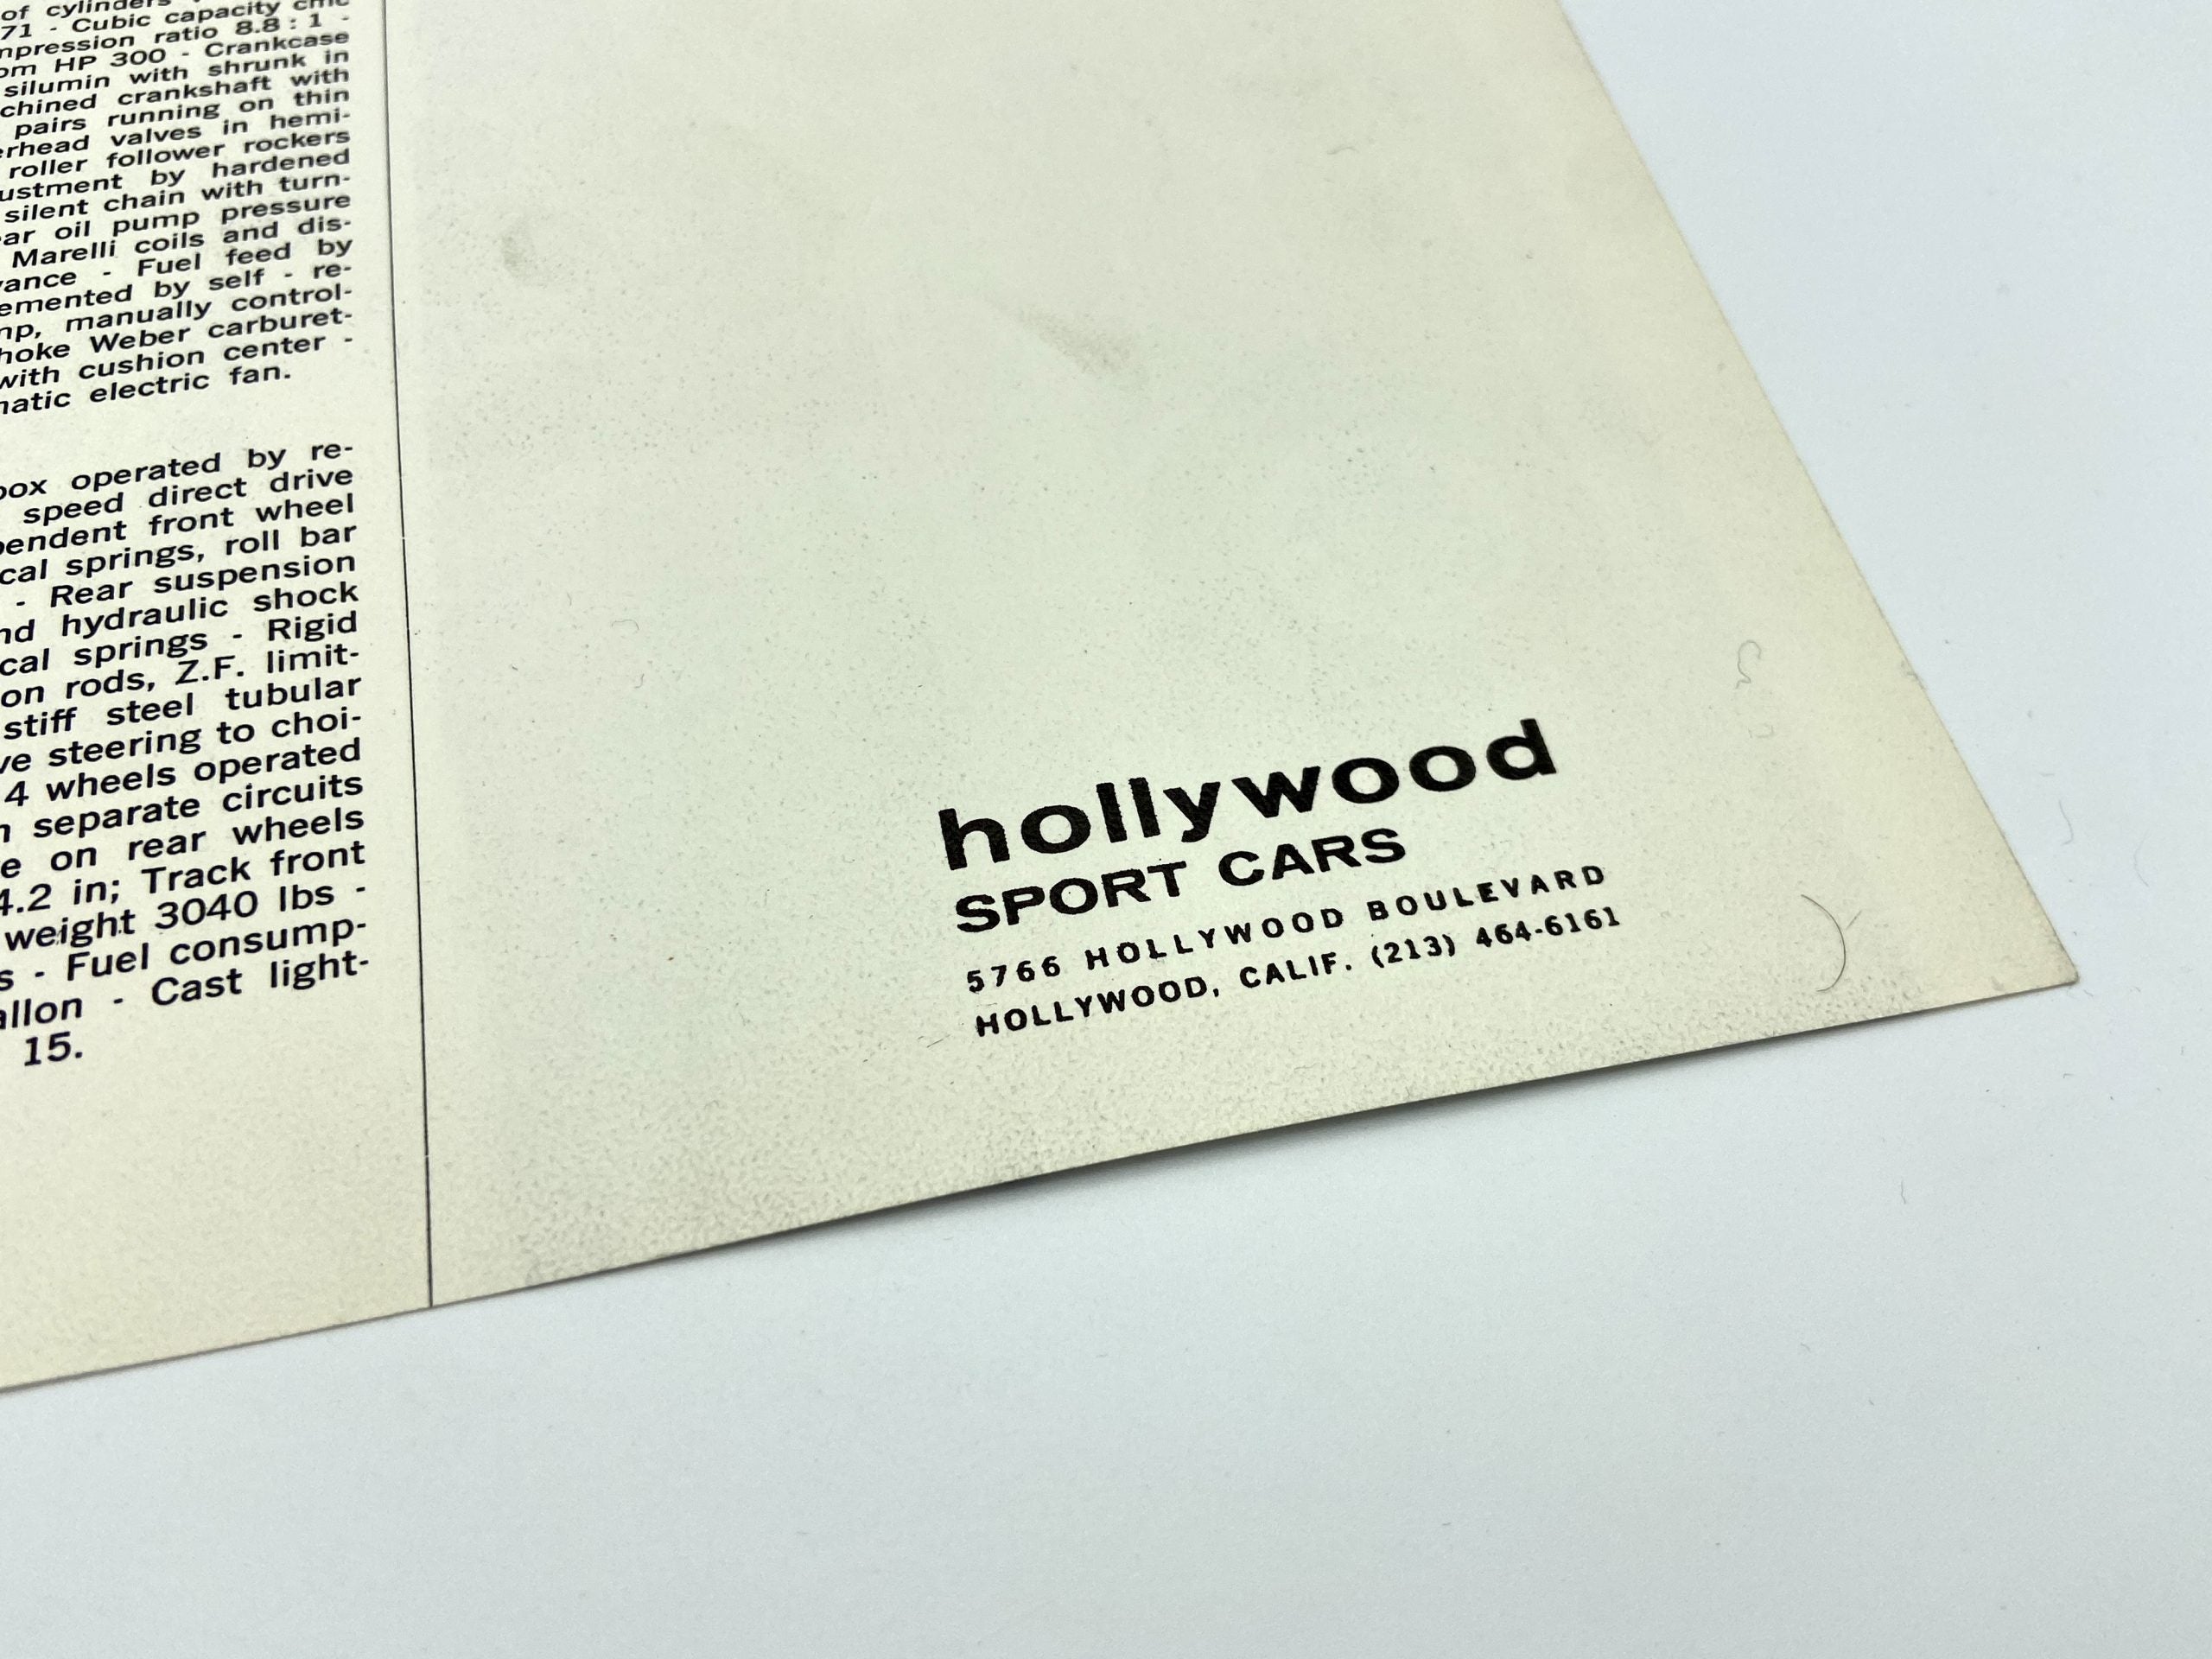 of cylinders
71 - Cubic capacity cmc
mpression ratio 8.8 : 1 -
om HP 300 - Crankcase
silumin with shrunk in
chined crankshaft with
pairs running on thin
erhead valves in hemi-
roller follower rockers
ustment by hardened
silent chain with turn-
ar oil pump pressure
Marelli coils and dis-
vance - Fuel feed by
emented by self - re-
mp, manually control-
hoke Weber carburet-
with cushion center -
matic electric fan.
box operated by re-
speed direct drive
pendent front wheel
cal springs, roll bar
- Rear suspension
nd hydraulic shock
cal springs - Rigid
on rods, Z.F. limit-
stiff steel tubular
ve steering to choi-
4 wheels operated
n separate circuits
e on rear wheels
4.2 in; Track front
weight 3040 lbs -
s - Fuel consump-
allon - Cast light-
15.
hollywood
SPORT CARS
5766 HOLLYWOOD BOULEVARD
HOLLYWOOD, CALIF. (213) 464-6161